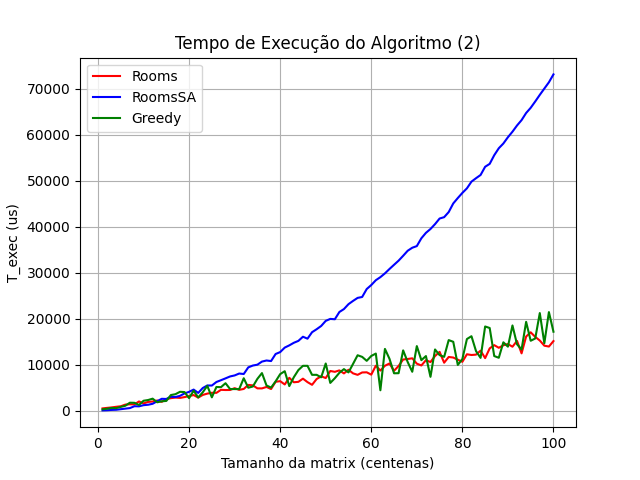 Tempo de Execução do Algoritmo (2)
Rooms
RoomsSA
Greedy
T_exec (us)
70000
60000
50000
40000
30000
20000
10000
0
0 20 40 60 80 100
Tamanho da matrix (centenas)